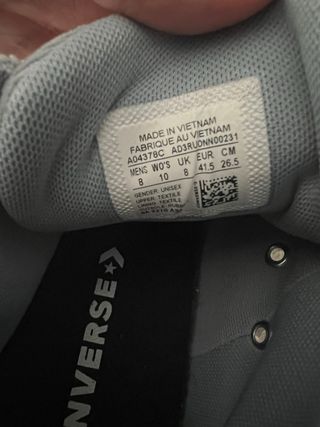 MADE IN VIETNAM
FABRIQUE AU VIETNAM
A04378C AD3RUDNN00231
MENS WO'S UK EUR CM
8 10 8 41.5 26.5
GENDER: UNISEX
UPPER: TEXTILE
CONVERSE